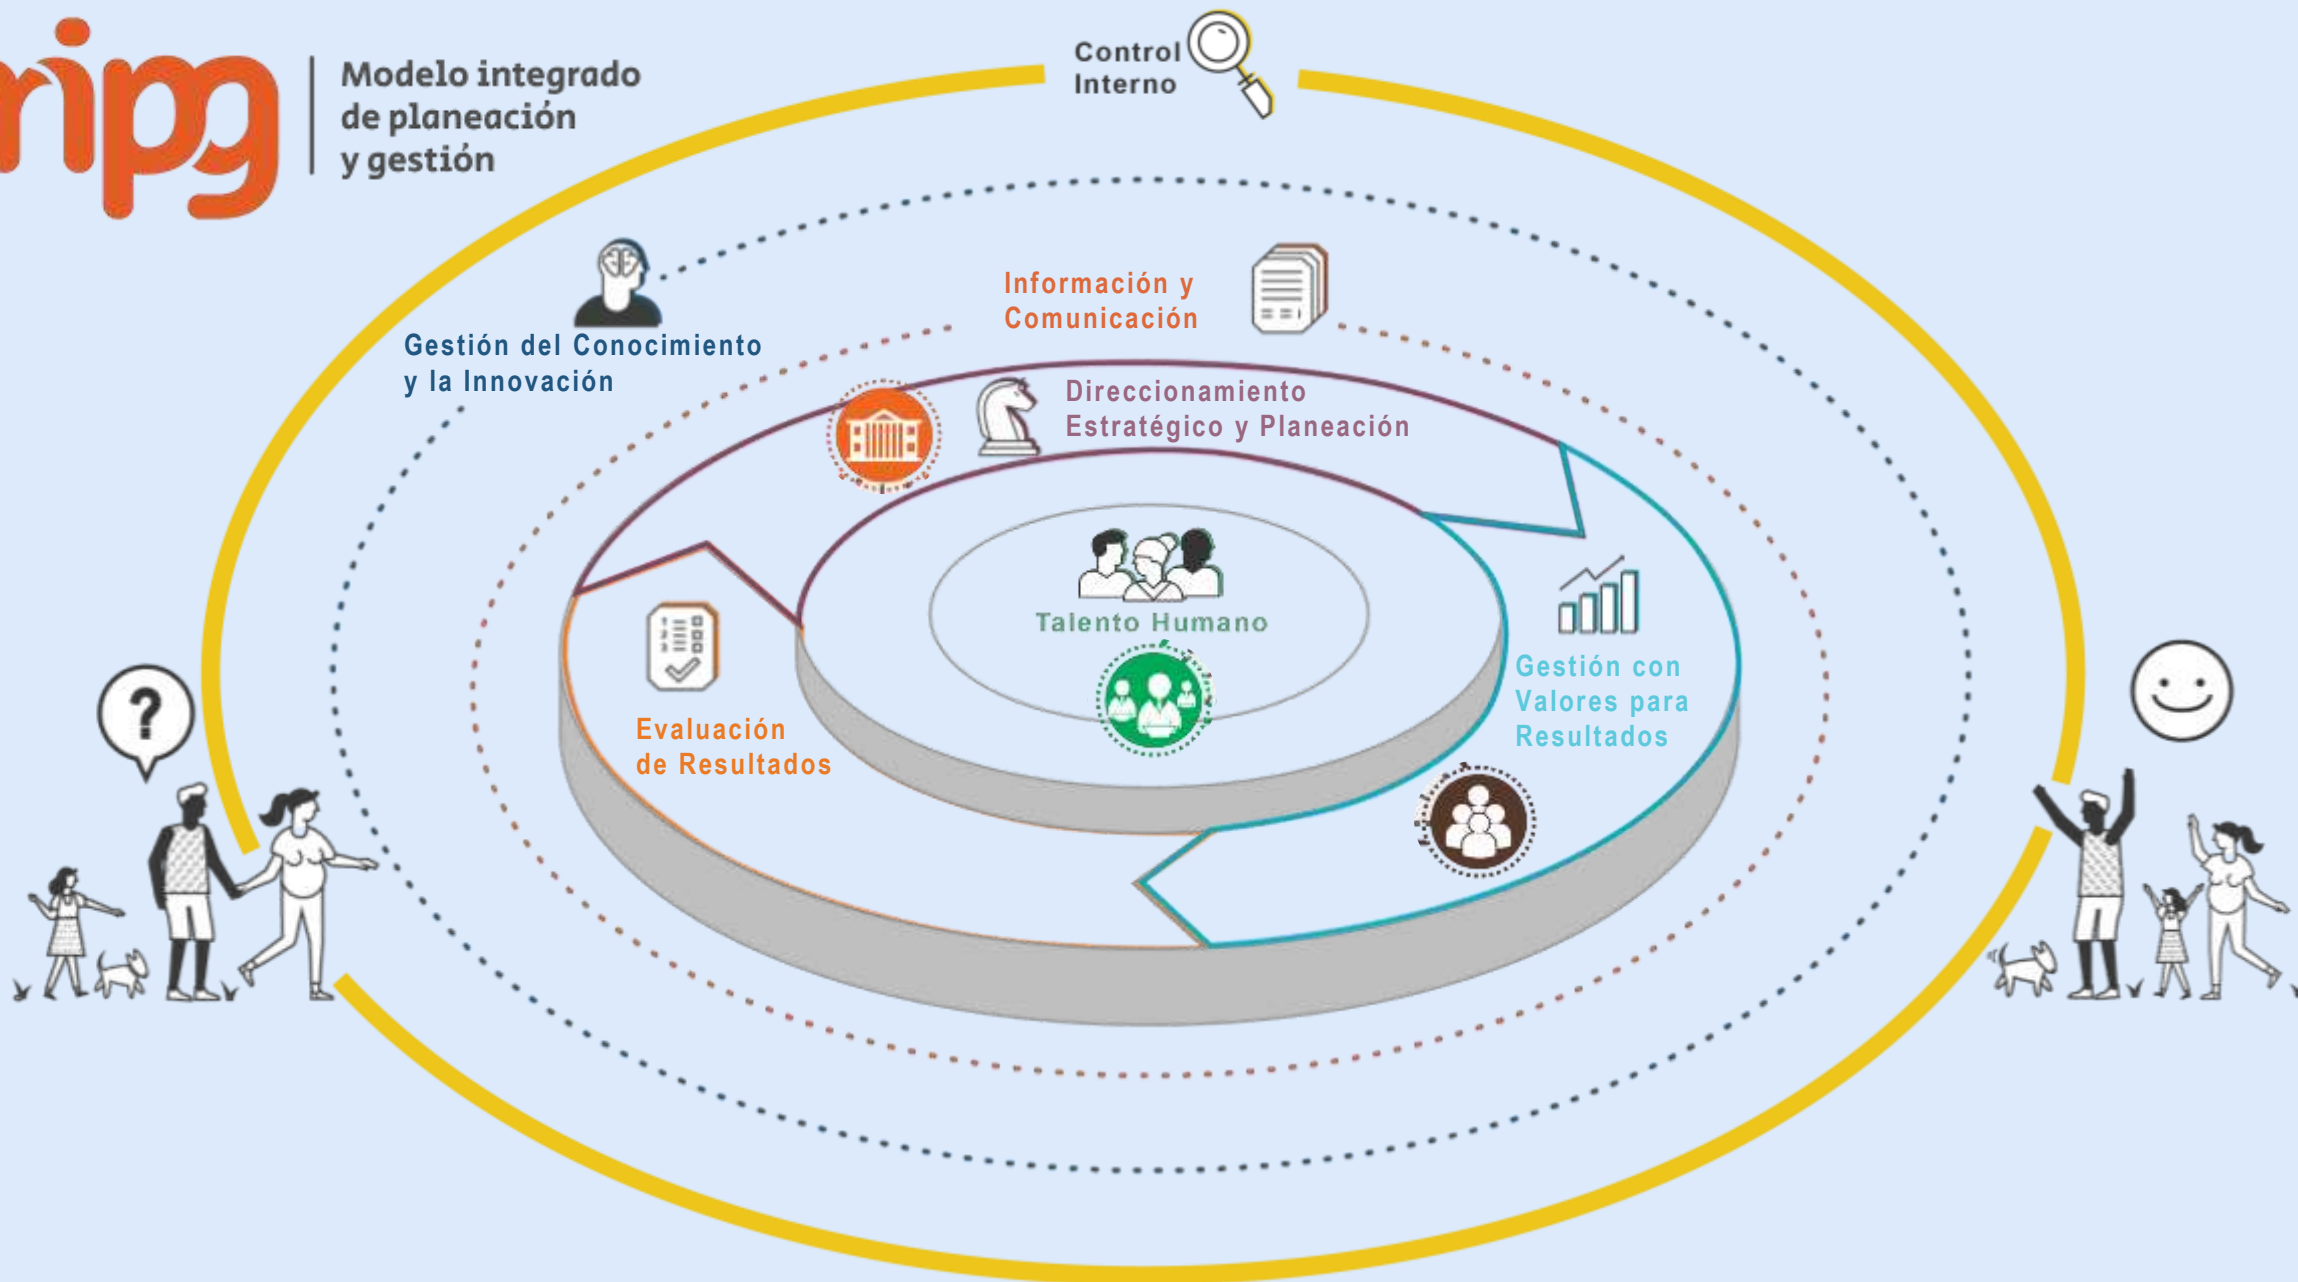 mipg
Modelo integrado
de planeación
y gestión
Control
Interno
Información y
Comunicación
Gestión del Conocimiento
y la Innovación
Direccionamiento
Estratégico y Planeación
Talento Humano
Gestión con
Valores para
Resultados
Evaluación
de Resultados
?